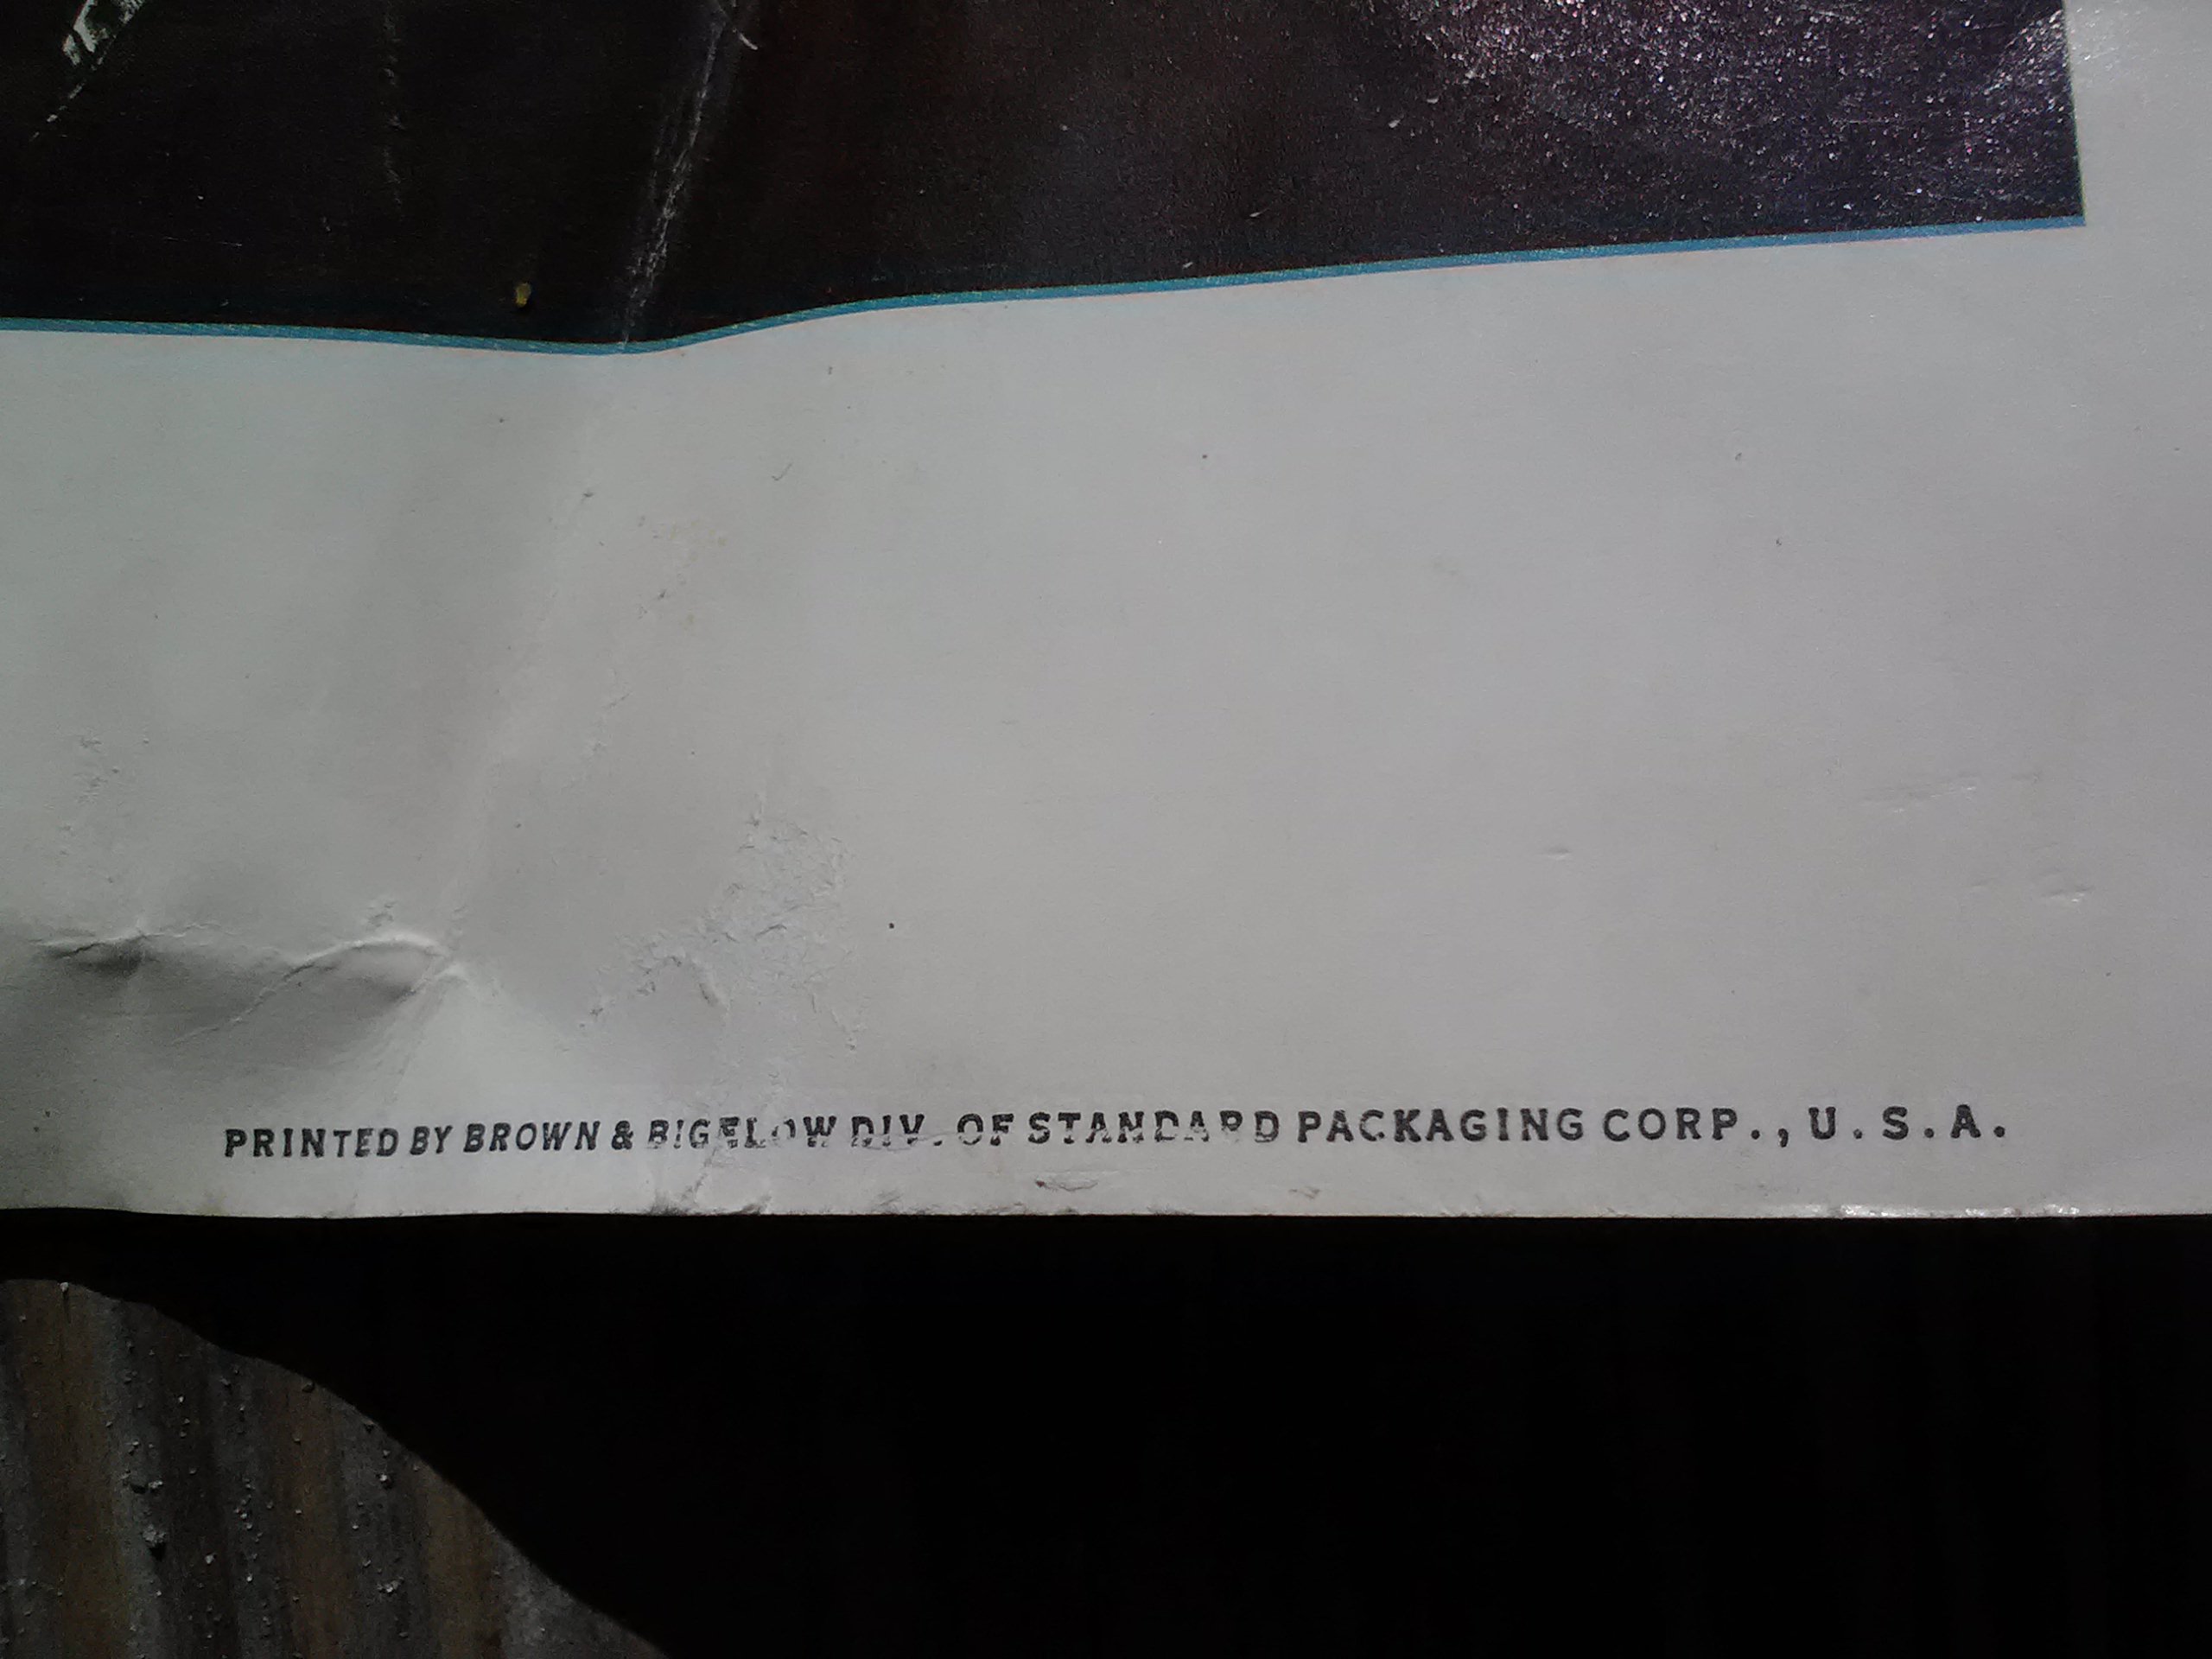 PRINTED BY BROWN & BIGELOW DIV. OF STANDARD PACKAGING CORP., U.S.A.